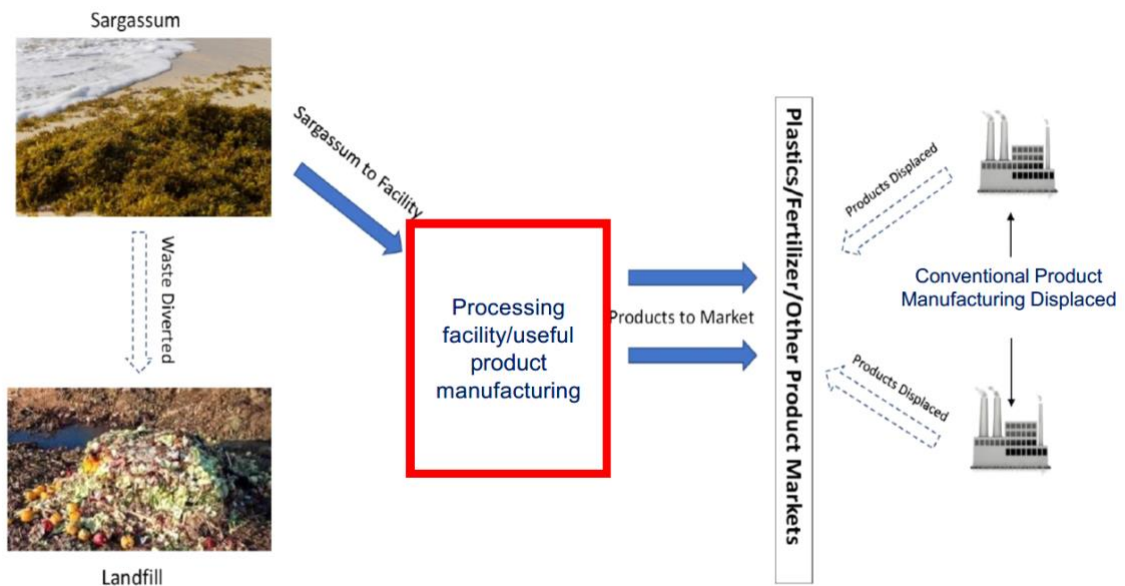 Sargassum
Sargassum to Facility
Waste Diverted
Landfill
Processing
facility/useful
product
manufacturing
Products to Market
Plastics/Fertilizer/Other Product Markets
Products Displaced
Conventional Product
Manufacturing Displaced
Products Displaced